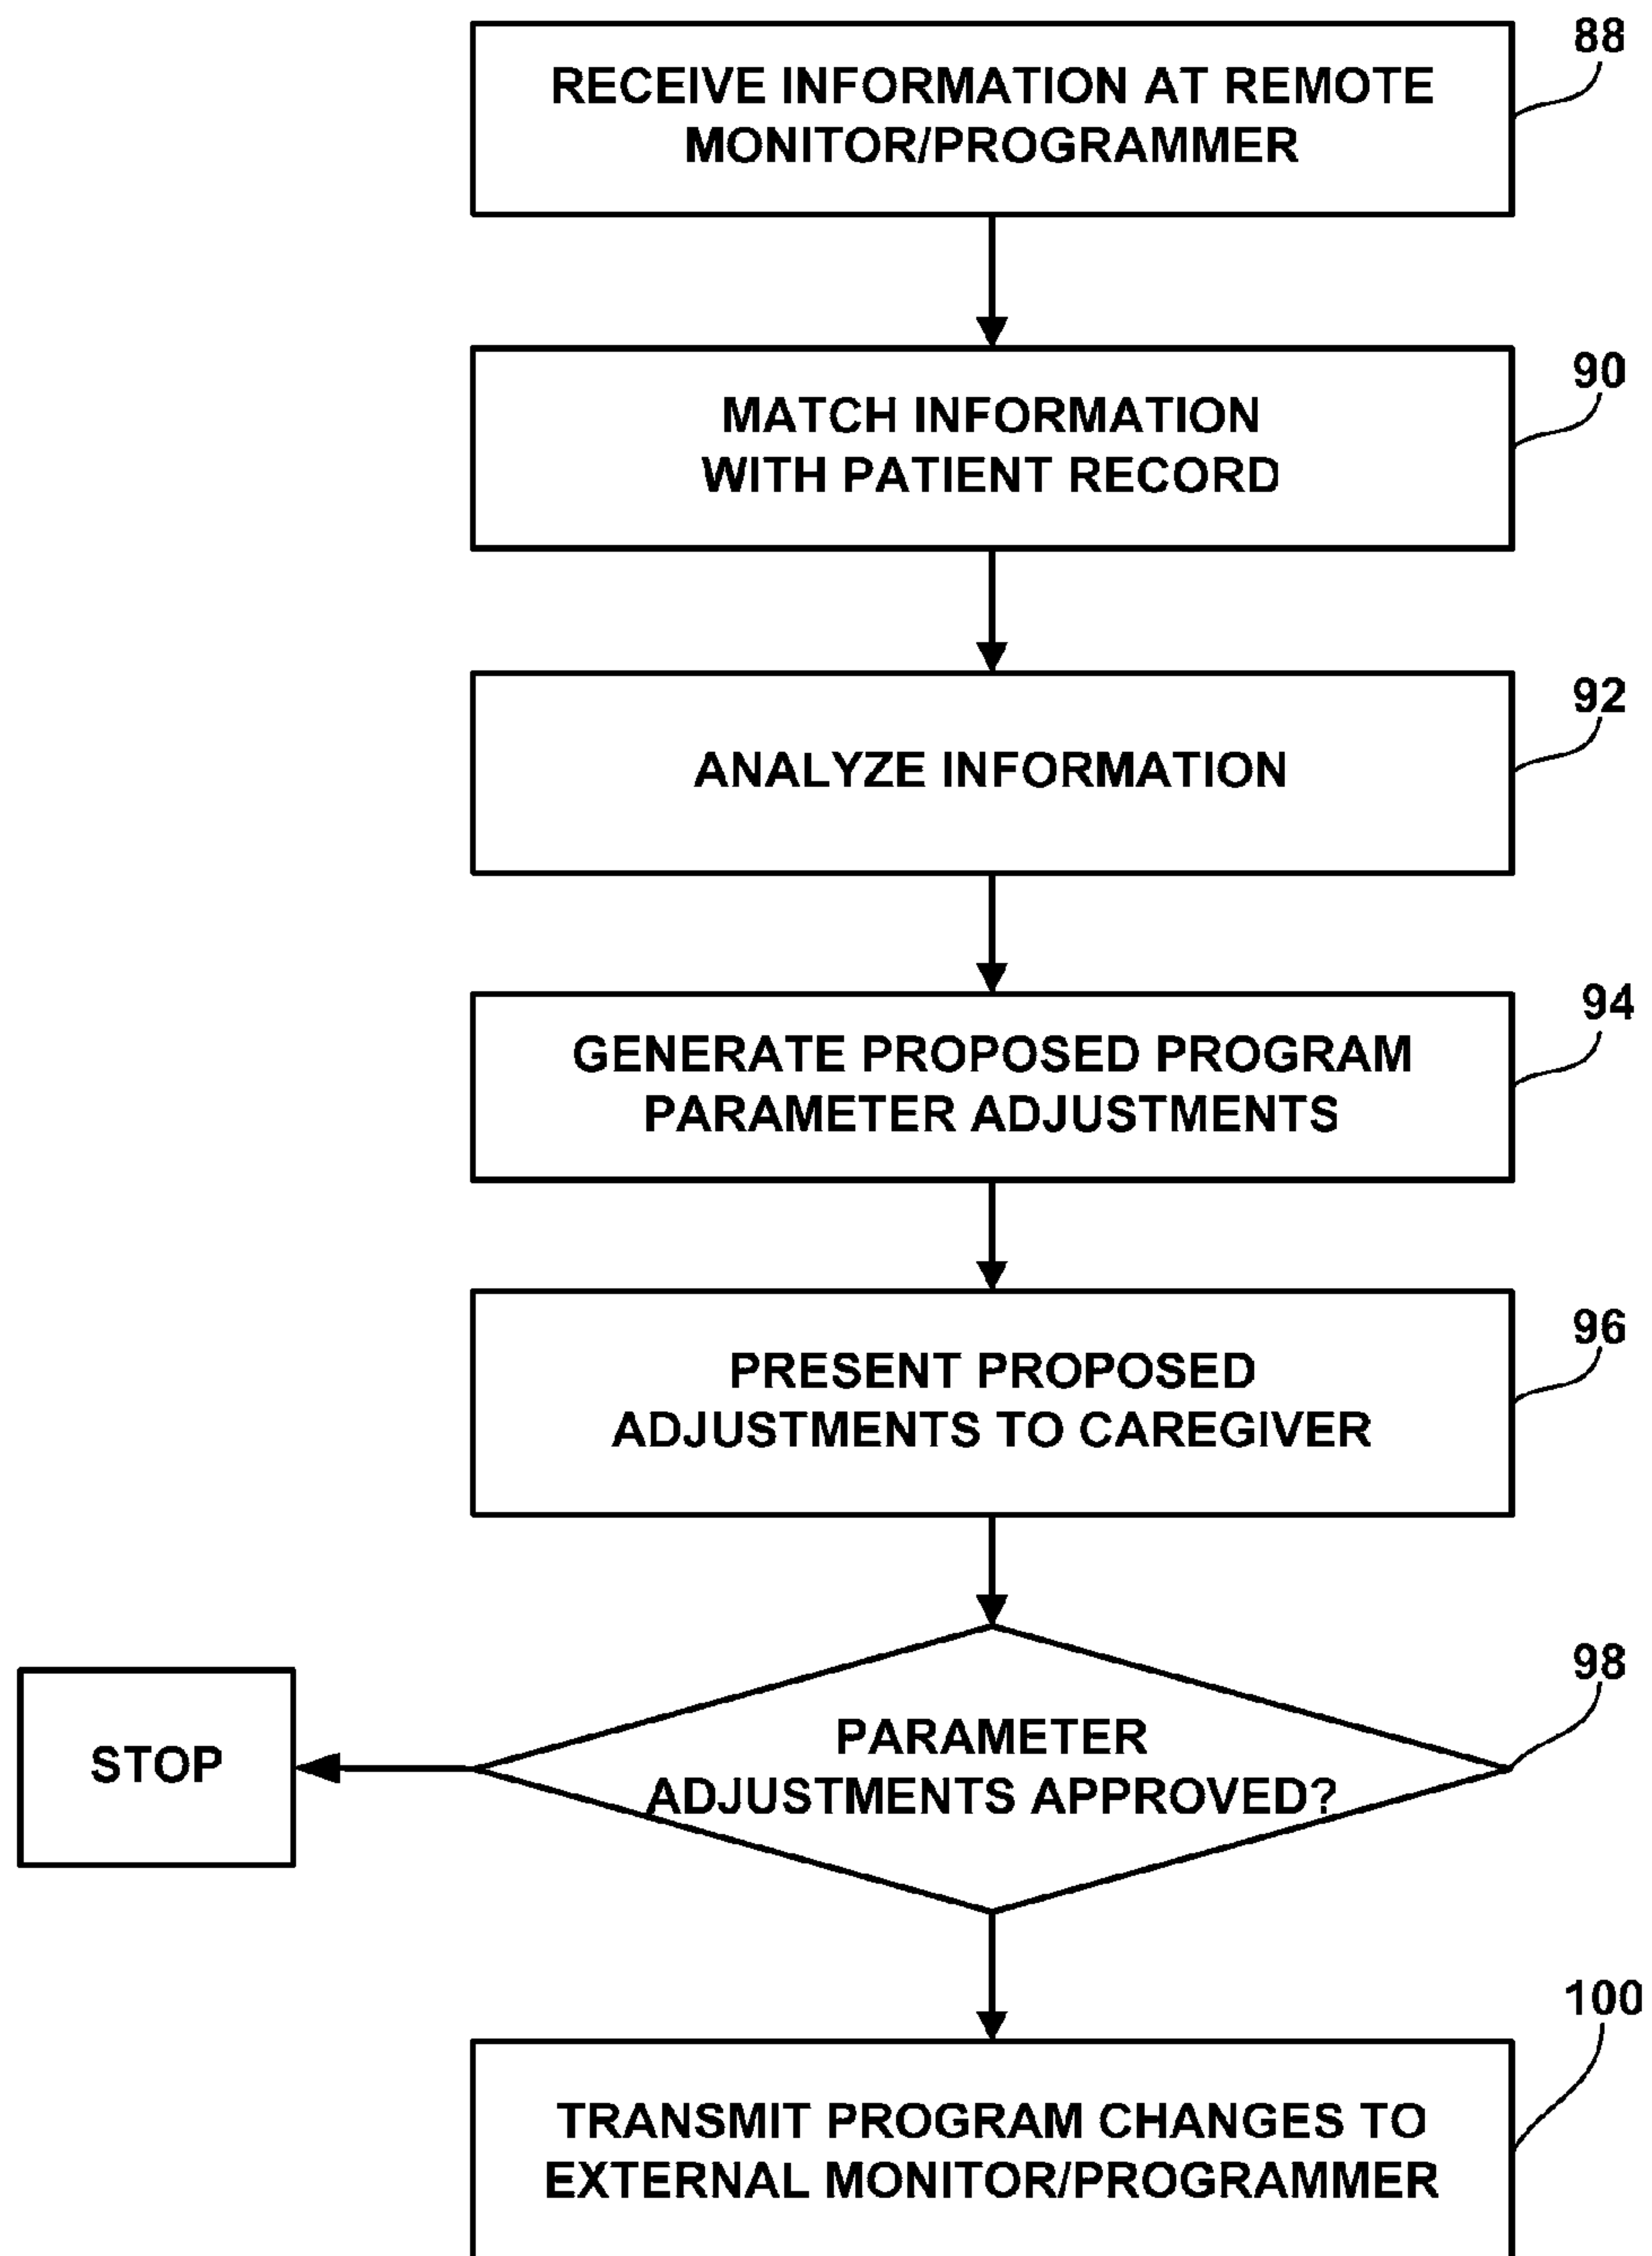 88
RECEIVE INFORMATION AT REMOTE
MONITOR/PROGRAMMER
90
MATCH INFORMATION
WITH PATIENT RECORD
92
ANALYZE INFORMATION
94
GENERATE PROPOSED PROGRAM
PARAMETER ADJUSTMENTS
96
PRESENT PROPOSED
ADJUSTMENTS TO CAREGIVER
98
PARAMETER
ADJUSTMENTS APPROVED?
STOP
100
TRANSMIT PROGRAM CHANGES TO
EXTERNAL MONITOR/PROGRAMMER